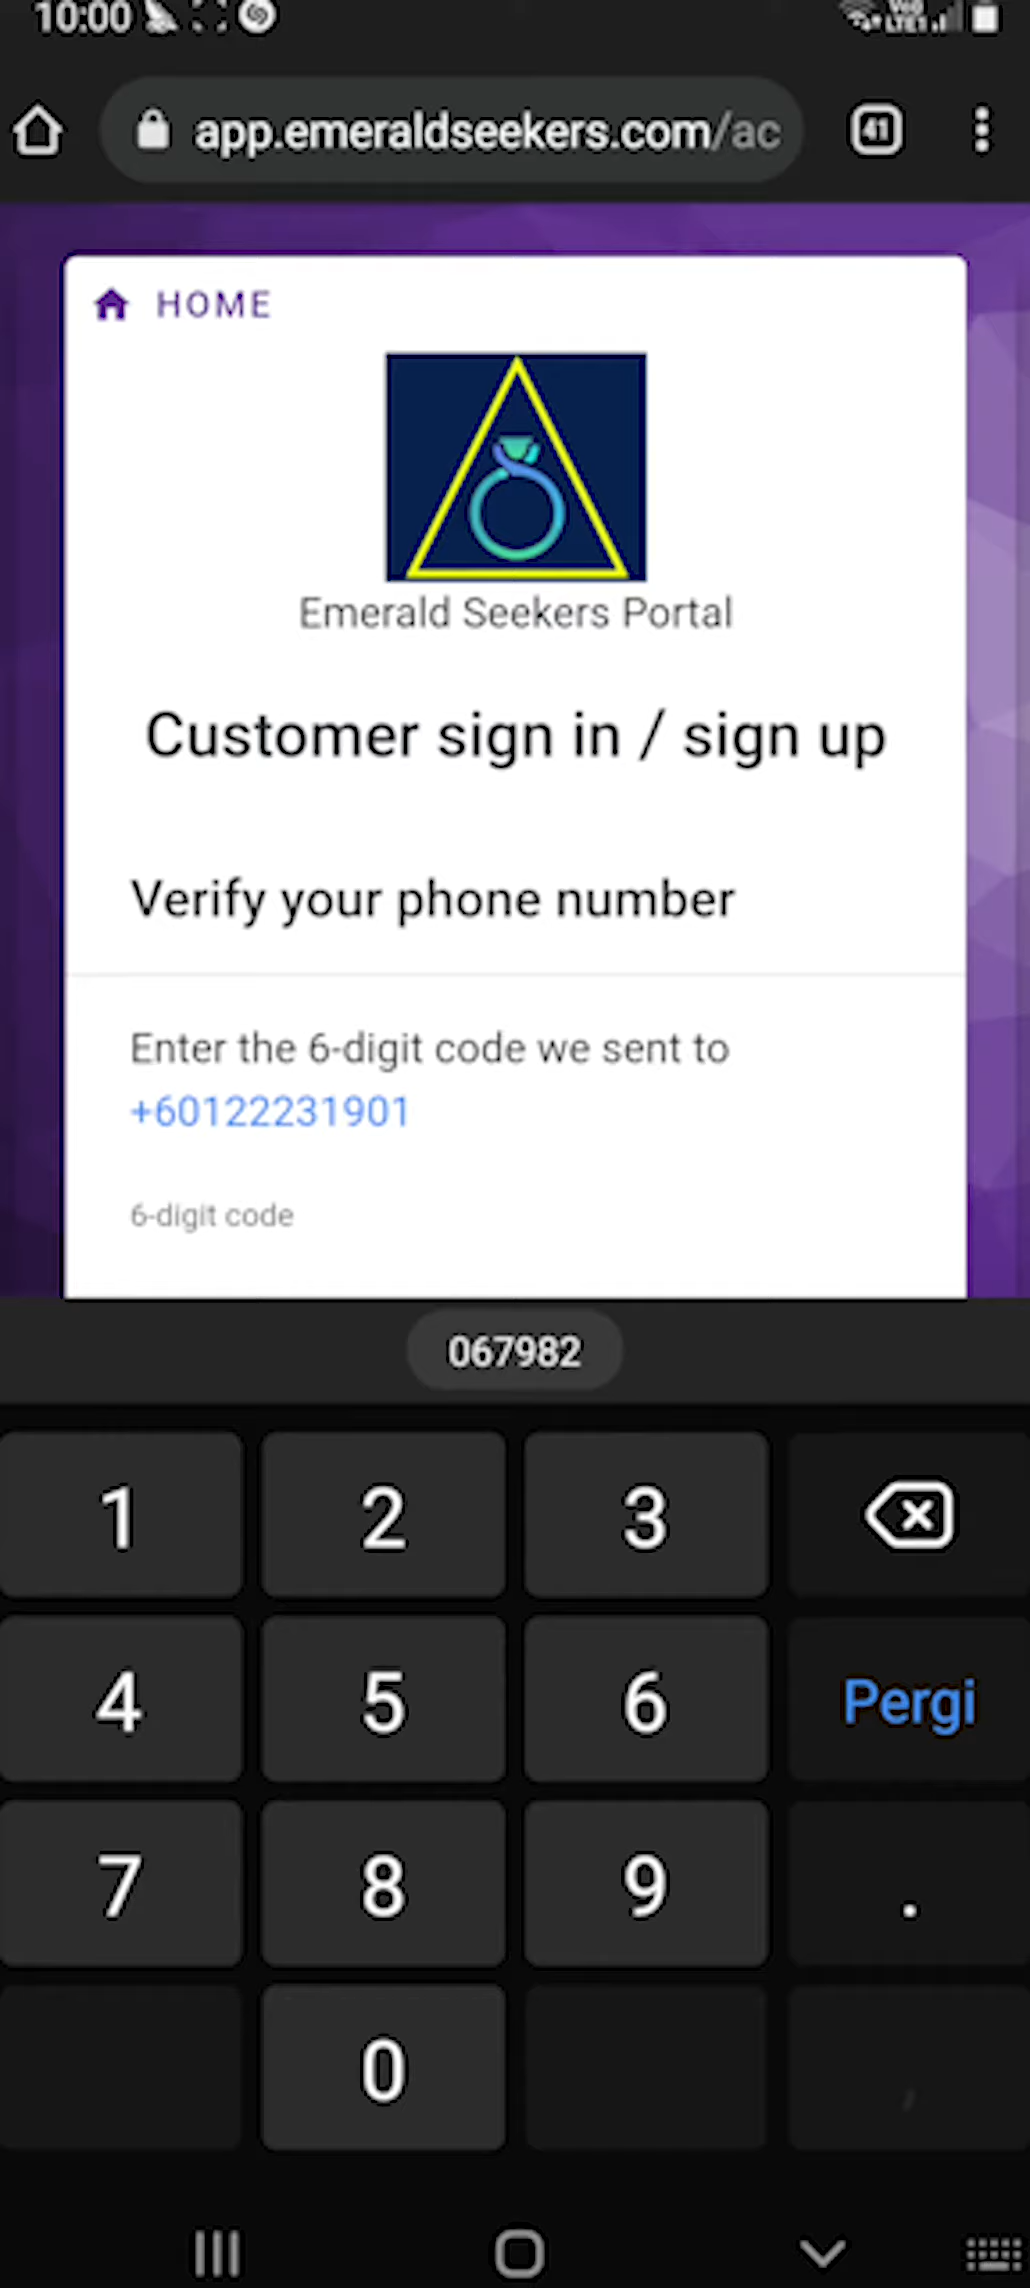 10:00
Vo)) LTE1
app.emeraldseekers.com/ac
41
HOME
Emerald Seekers Portal
Customer sign in / sign up
Verify your phone number
Enter the 6-digit code we sent to
+60122231901
6-digit code
067982
1 2 3
4 5 6 Pergi
7 8 9 .
0 ,